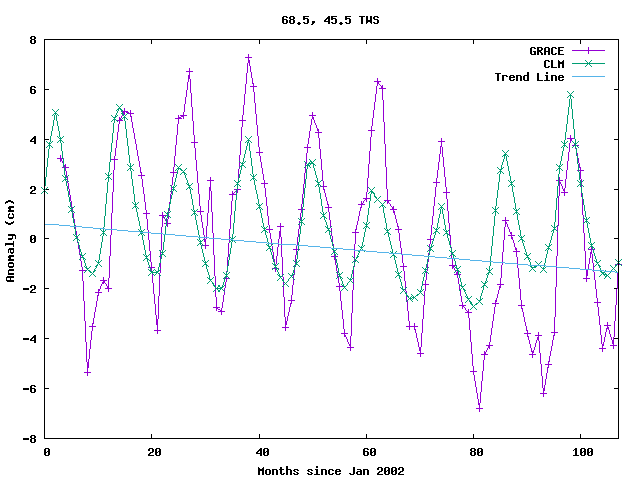 68.5, 45.5 TWS
GRACE
CLM
Trend Line
8
6
4
2
0
-2
-4
-6
-8
Anomaly (cm)
0 20 40 60 80 100
Months since Jan 2002